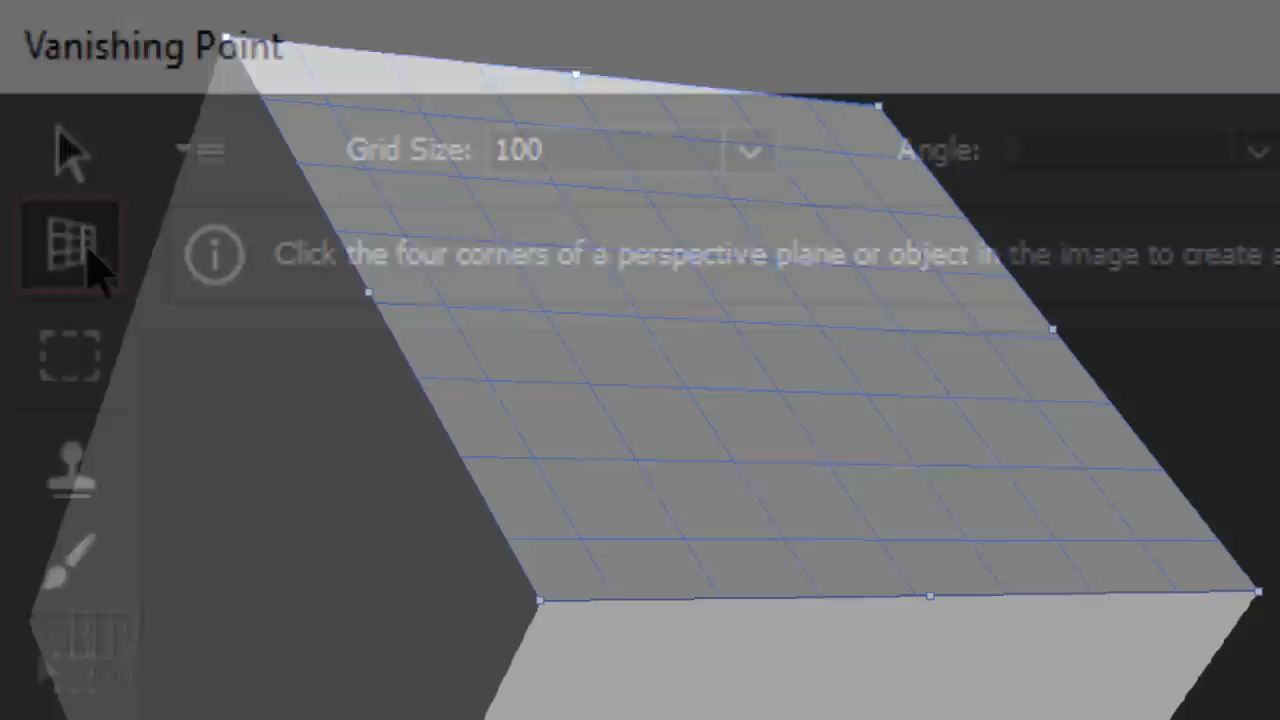 Vanishing Point
Grid Size: 100
Angle:
Click the four corners of a perspective plane or object in the image to create a